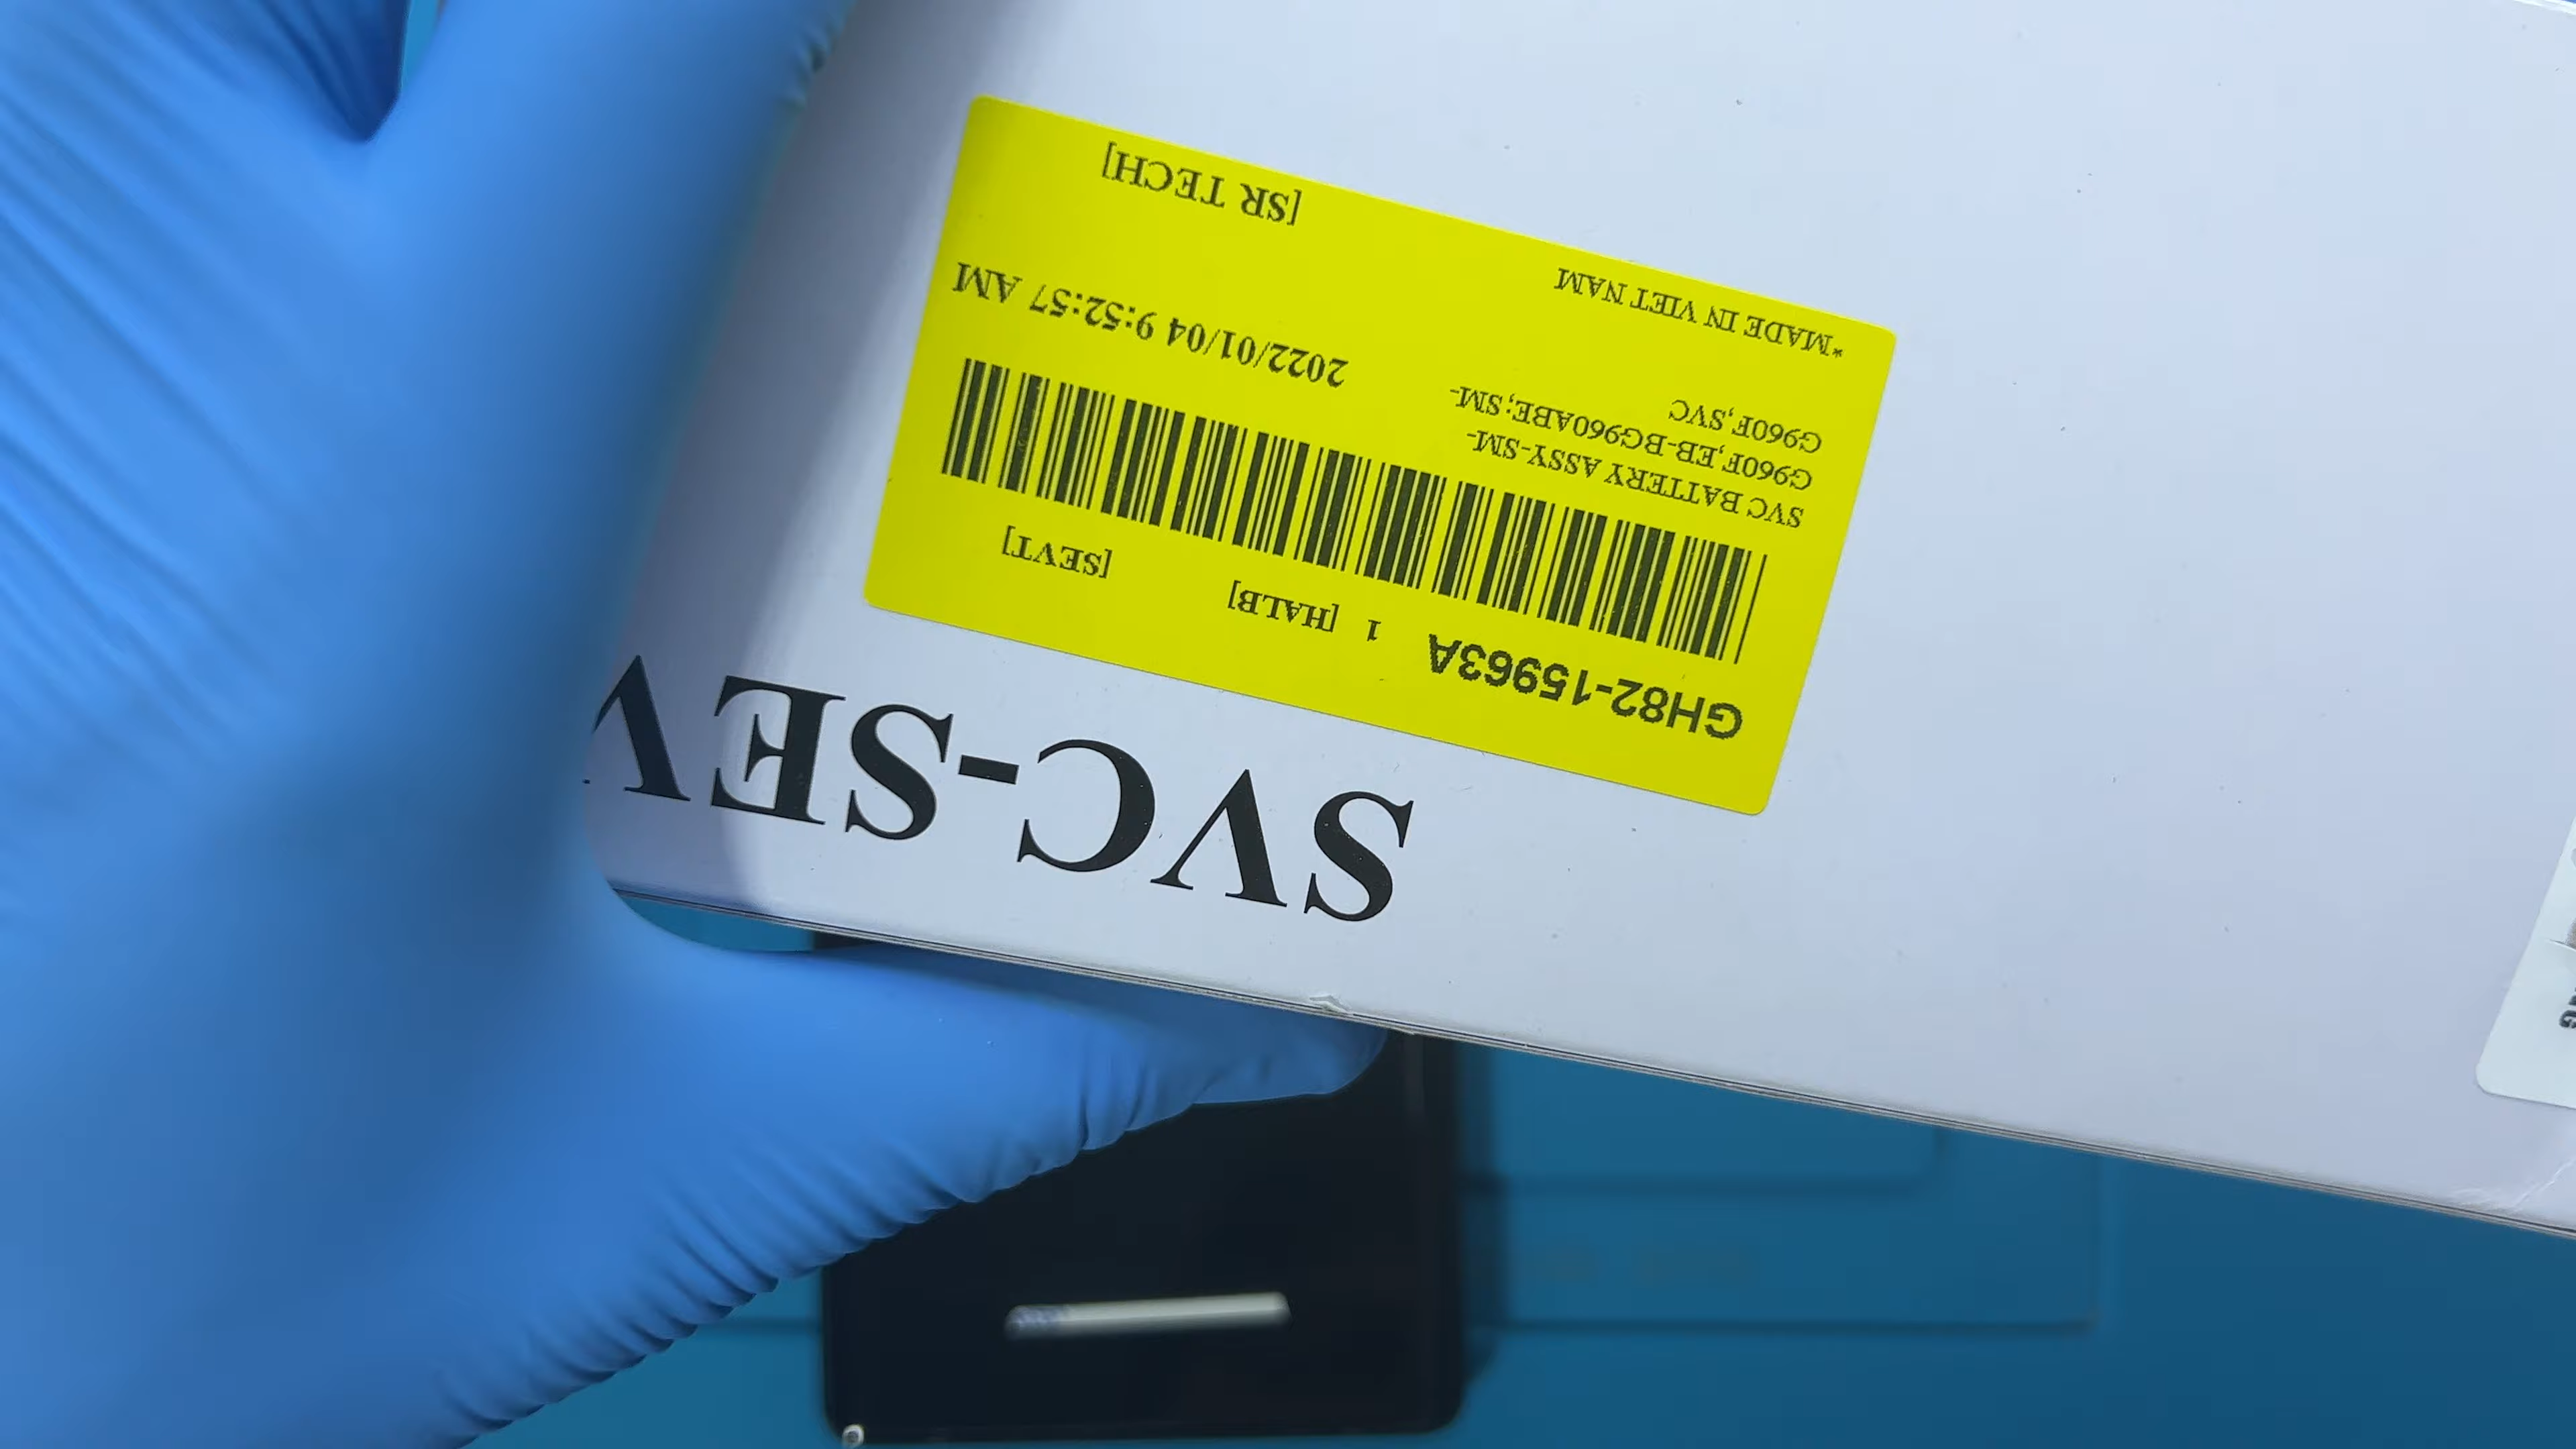 SVC-SEV
GH82-15963A 1 [HALB] [SEVT]
SVC BATTERY ASSY-SM-
G960F,EB-BG960ABE;SM-
G960F,SVC
2022/01/04 9:52:57 AM
*MADE IN VIET NAM
[SR TECH]